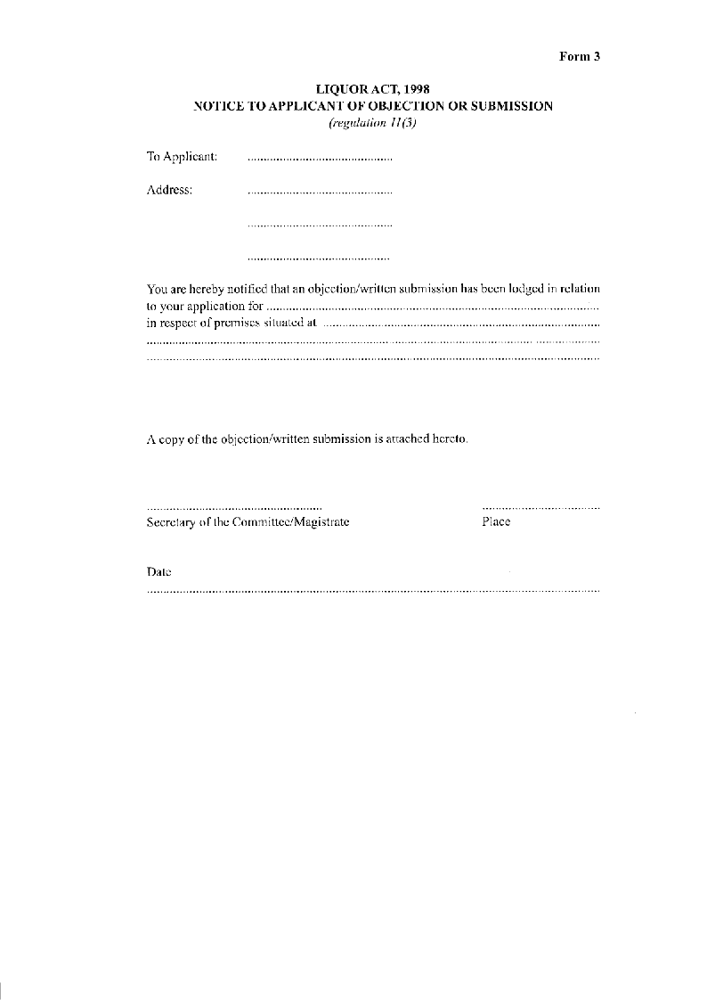 Form 3
LIQUOR ACT, 1998
NOTICE TO APPLICANT OF OBJECTION OR SUBMISSION
(regulation 11(3)
To Applicant: .............................................
Address: .............................................
.............................................
............................................
You are hereby notified that an objection/written submission has been lodged in relation
to your application for .......................................................................................................
in respect of premises situated at ......................................................................................
.............................................................................................................................................
.............................................................................................................................................
A copy of the objection/written submission is attached hereto.
...................................................... .....................................
Secretary of the Committee/Magistrate Place
Date
.............................................................................................................................................